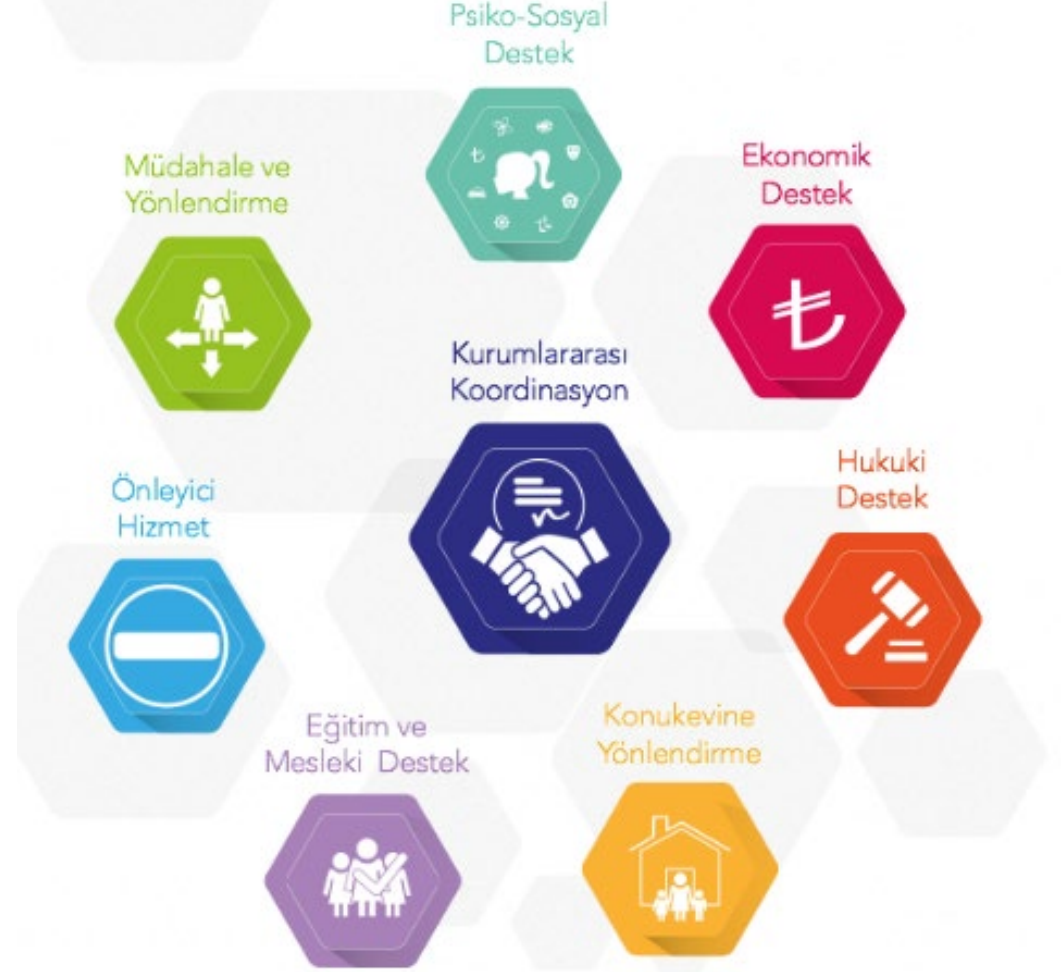 Psiko-Sosyal
Destek
Müdahale ve
Yönlendirme
Ekonomik
Destek
Kurumlararası
Koordinasyon
Önleyici
Hizmet
Hukuki
Destek
Eğitim ve
Mesleki Destek
Konukevine
Yönlendirme